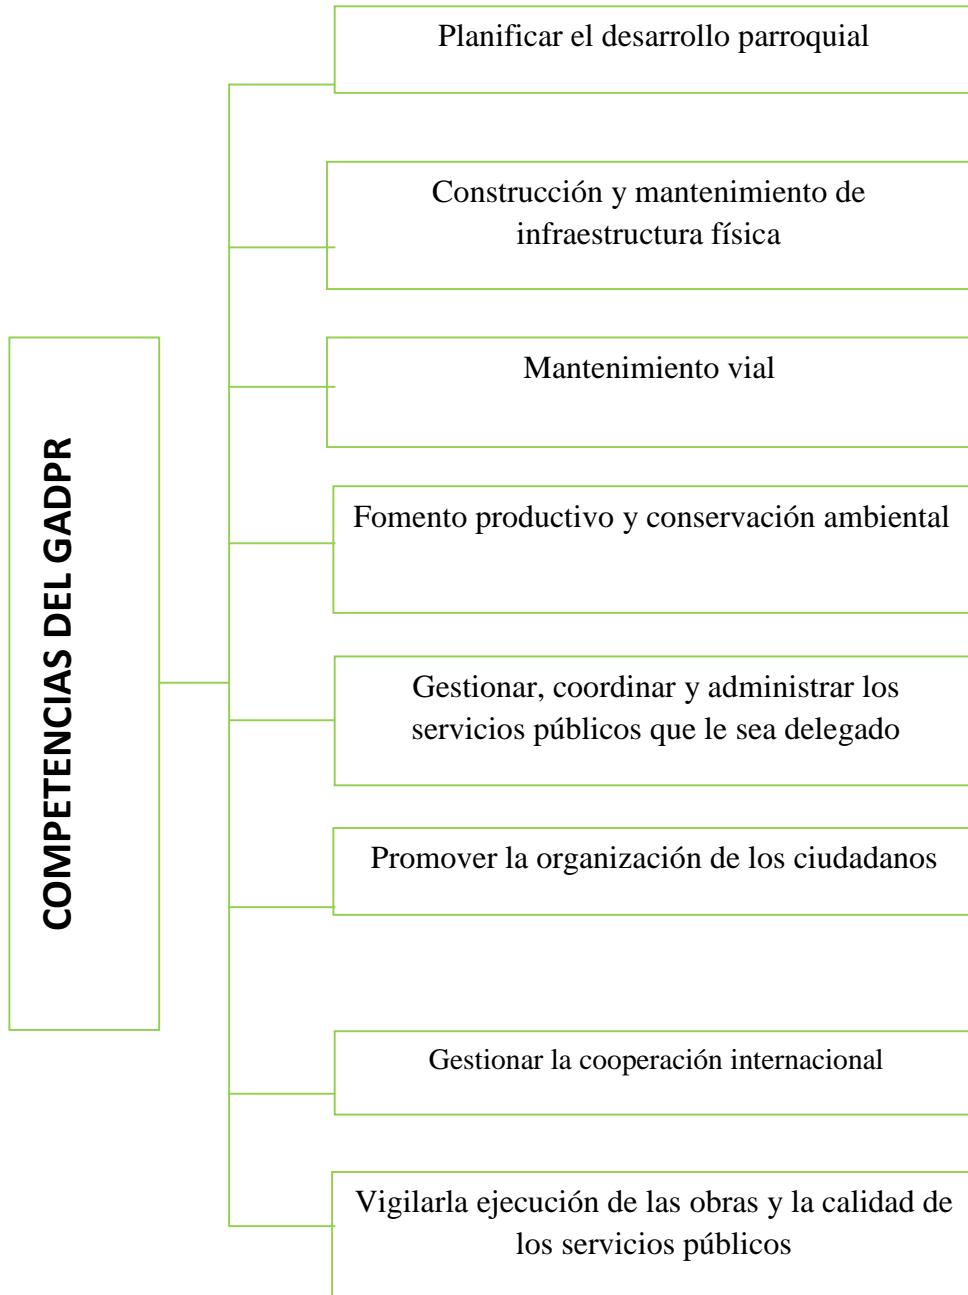 Planificar el desarrollo parroquial
Construcción y mantenimiento de
infraestructura física
Mantenimiento vial
COMPETENCIAS DEL GADPR
Fomento productivo y conservación ambiental
Gestionar, coordinar y administrar los
servicios públicos que le sea delegado
Promover la organización de los ciudadanos
Gestionar la cooperación internacional
Vigilarla ejecución de las obras y la calidad de
los servicios públicos